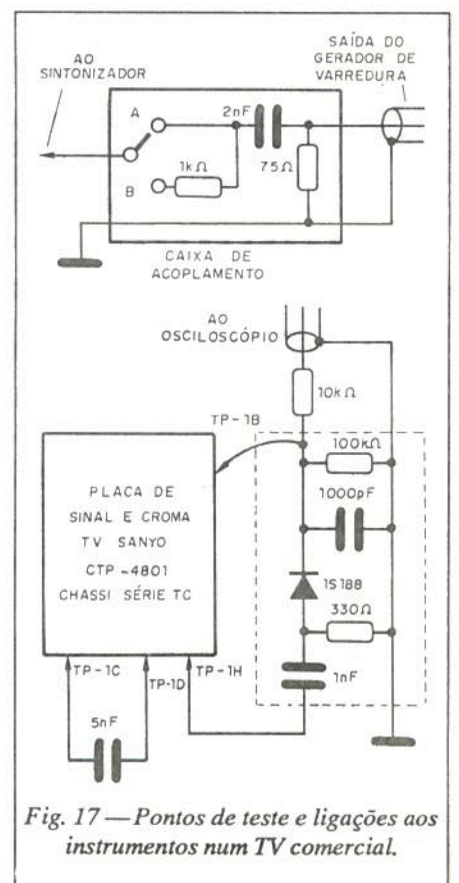 AO
SINTONIZADOR
SAÍDA DO
GERADOR DE
VARREDURA
A
2nF
B
1kΩ
75Ω
CAIXA DE
ACOPLAMENTO
AO
OSCILOSCÓPIO
10kΩ
TP-1B
100kΩ
1000pF
PLACA DE
SINAL E CROMA
TV SANYO
CTP-4801
CHASSI SÉRIE TC
1S188
330Ω
TP-1C
TP-1D
TP-1H
1nF
5nF
Fig. 17 — Pontos de teste e ligações aos
instrumentos num TV comercial.